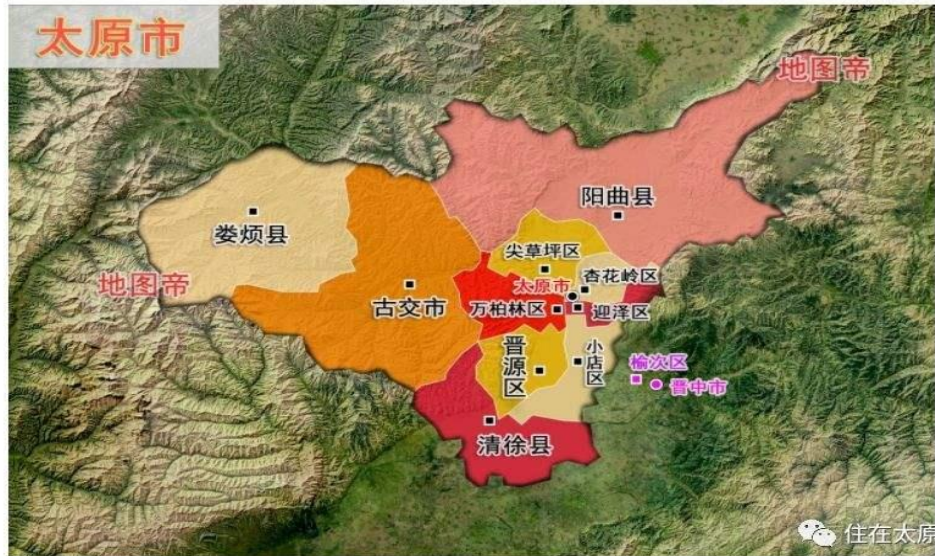 太原市
地图帝
阳曲县
娄烦县
尖草坪区
杏花岭区
地图帝
太原市
古交市
万柏林区
迎泽区
晋源区
小店区
榆次区
晋中市
清徐县
住在太原